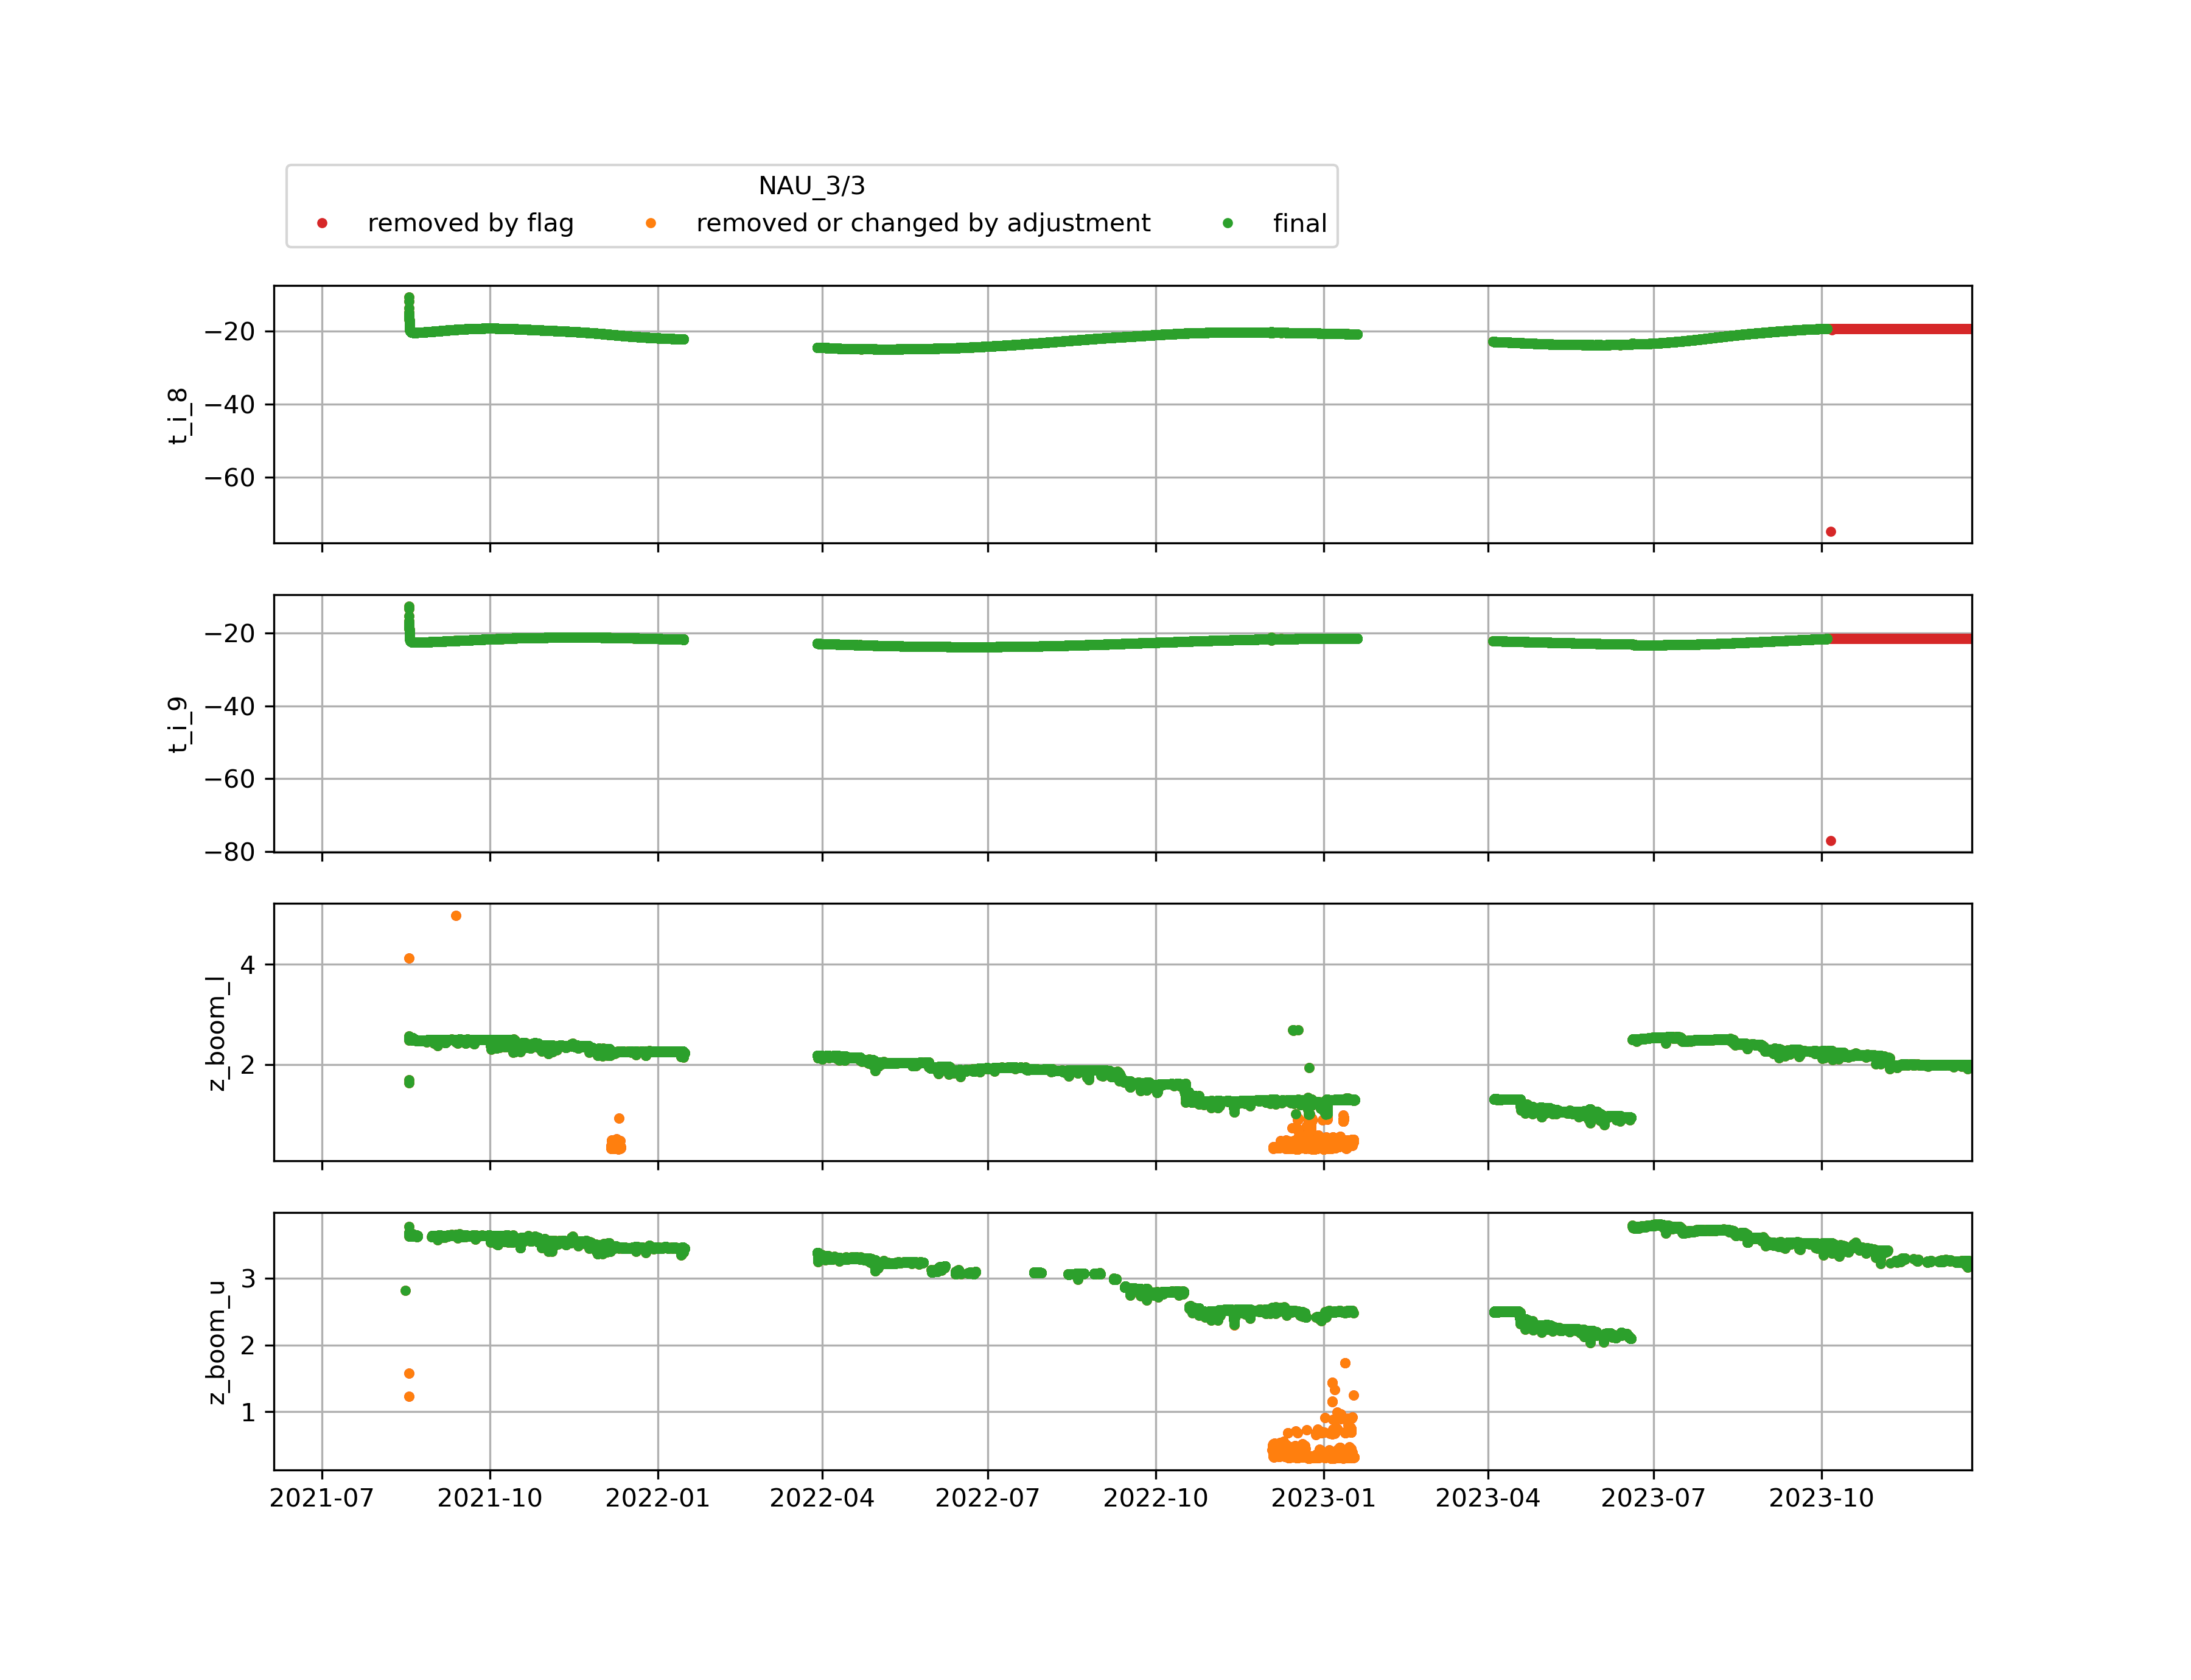 NAU_3/3
removed by flag removed or changed by adjustment final
−20
−40
−60
t_i_8
−20
−40
−60
−80
t_i_9
4
2
z_boom_l
3
2
1
z_boom_u
2021-07 2021-10 2022-01 2022-04 2022-07 2022-10 2023-01 2023-04 2023-07 2023-10